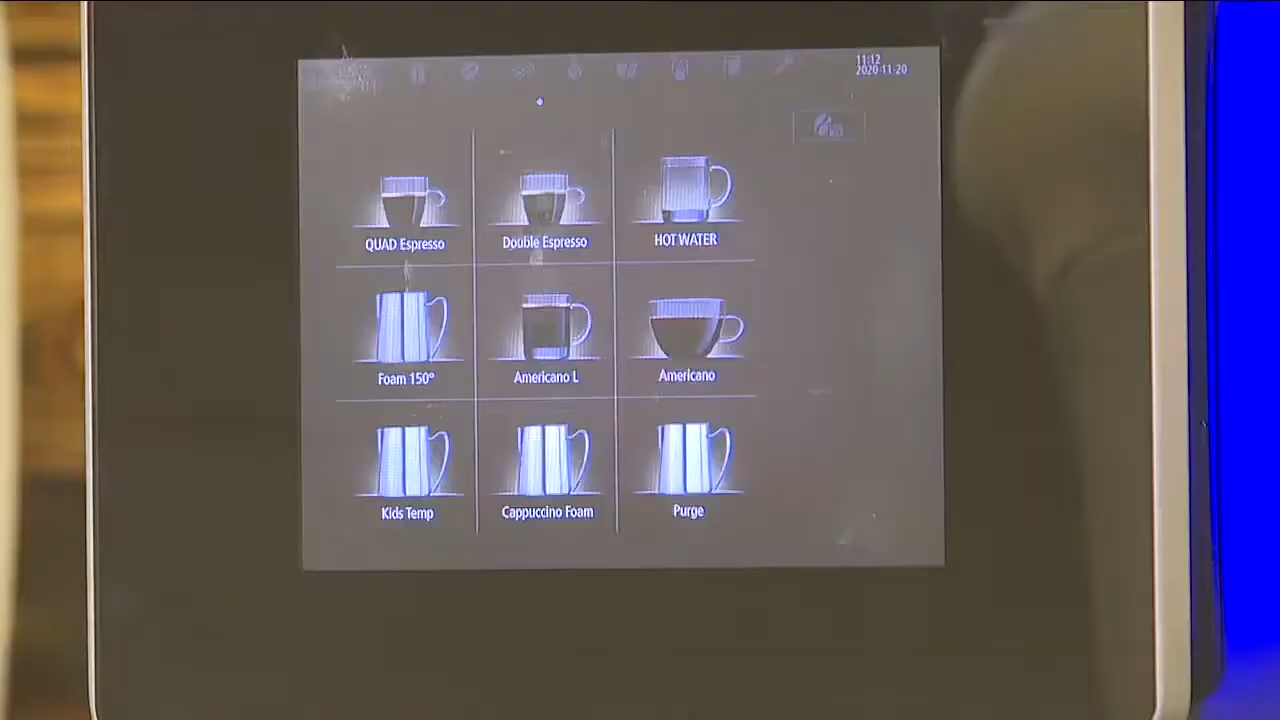 11:12
2020-11-20
QUAD Espresso
Double Espresso
HOT WATER
Foam 150°
Americano L
Americano
Kids Temp
Cappuccino Foam
Purge